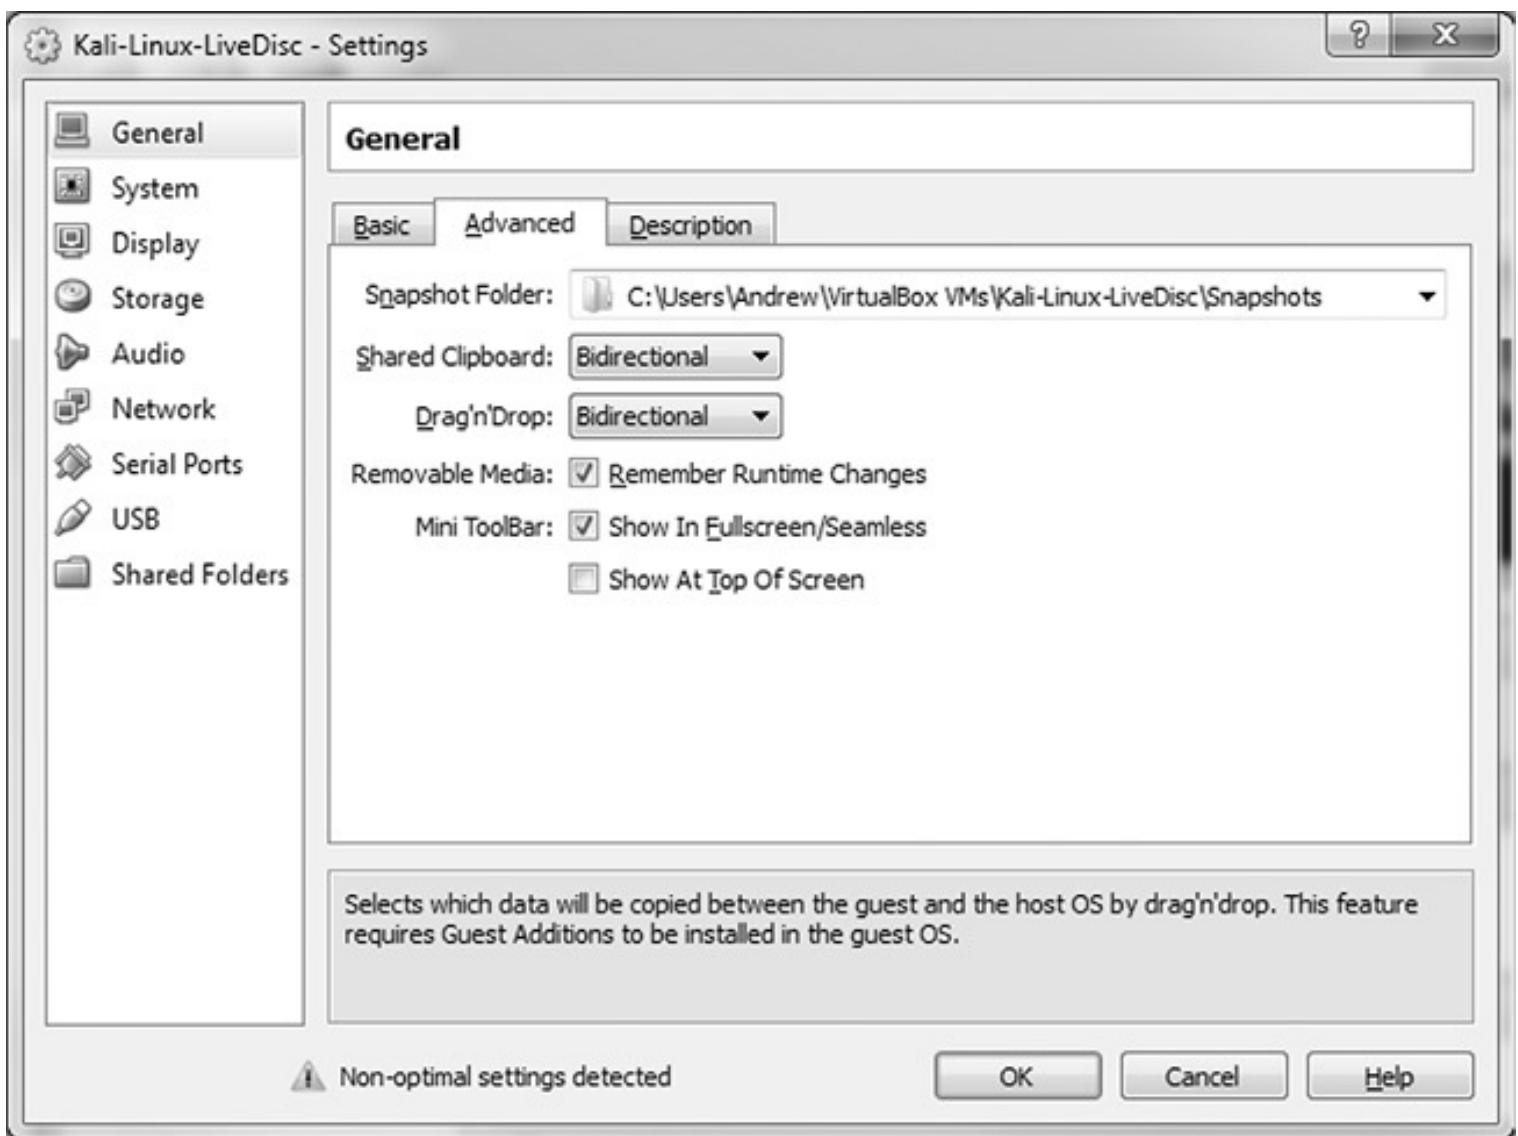 Kali-Linux-LiveDisc - Settings
?
General
System
Display
Storage
Audio
Network
Serial Ports
USB
Shared Folders
General
Basic
Advanced
Description
Snapshot Folder: C:\Users\Andrew\VirtualBox VMs\Kali-Linux-LiveDisc\Snapshots
Shared Clipboard: Bidirectional
Drag'n'Drop: Bidirectional
Removable Media: Remember Runtime Changes
Mini ToolBar: Show In Fullscreen/Seamless
Show At Top Of Screen
Selects which data will be copied between the guest and the host OS by drag'n'drop. This feature
requires Guest Additions to be installed in the guest OS.
Non-optimal settings detected
OK
Cancel
Help